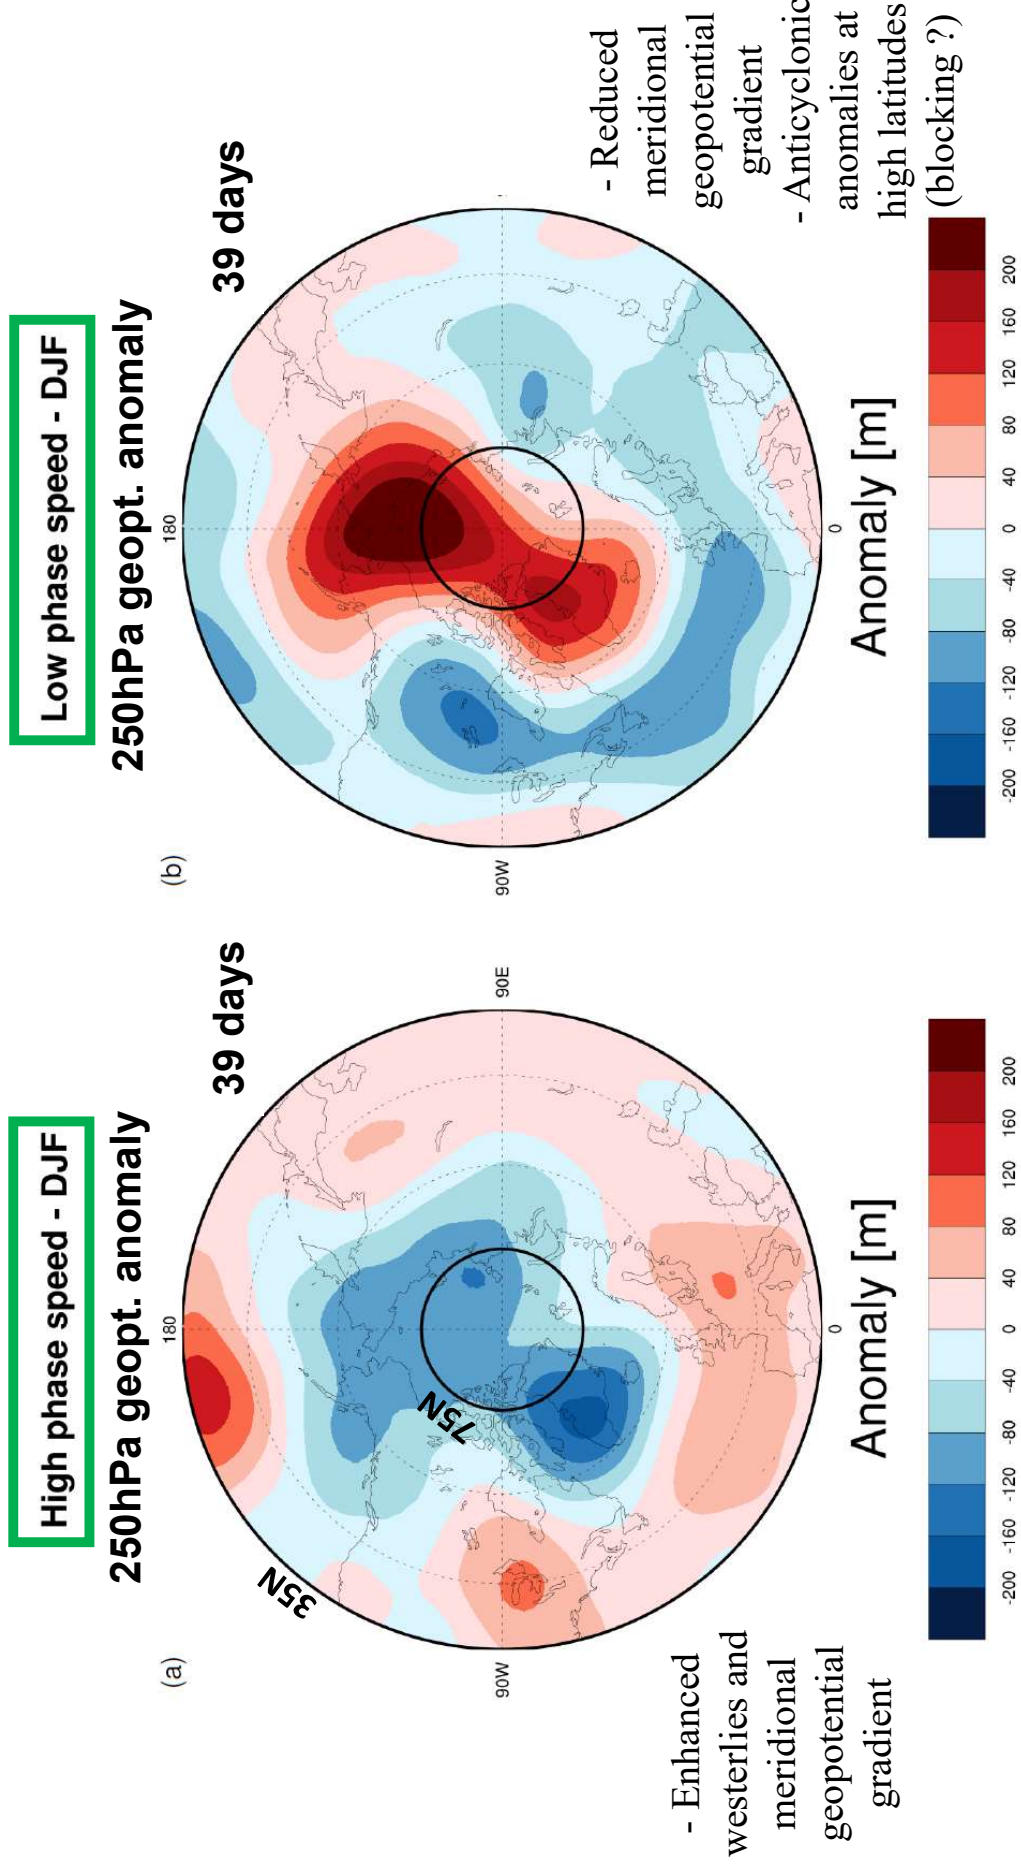 High phase speed - DJF
250hPa geopt. anomaly
39 days
(a)
180
90W
90E
0
35N
75N
Anomaly [m]
-200 -160 -120 -80 -40 0 40 80 120 160 200
- Enhanced
westerlies and
meridional
geopotential
gradient
Low phase speed - DJF
250hPa geopt. anomaly
39 days
(b)
180
90W
0
Anomaly [m]
-200 -160 -120 -80 -40 0 40 80 120 160 200
- Reduced
meridional
geopotential
gradient
- Anticyclonic
anomalies at
high latitudes
(blocking ?)